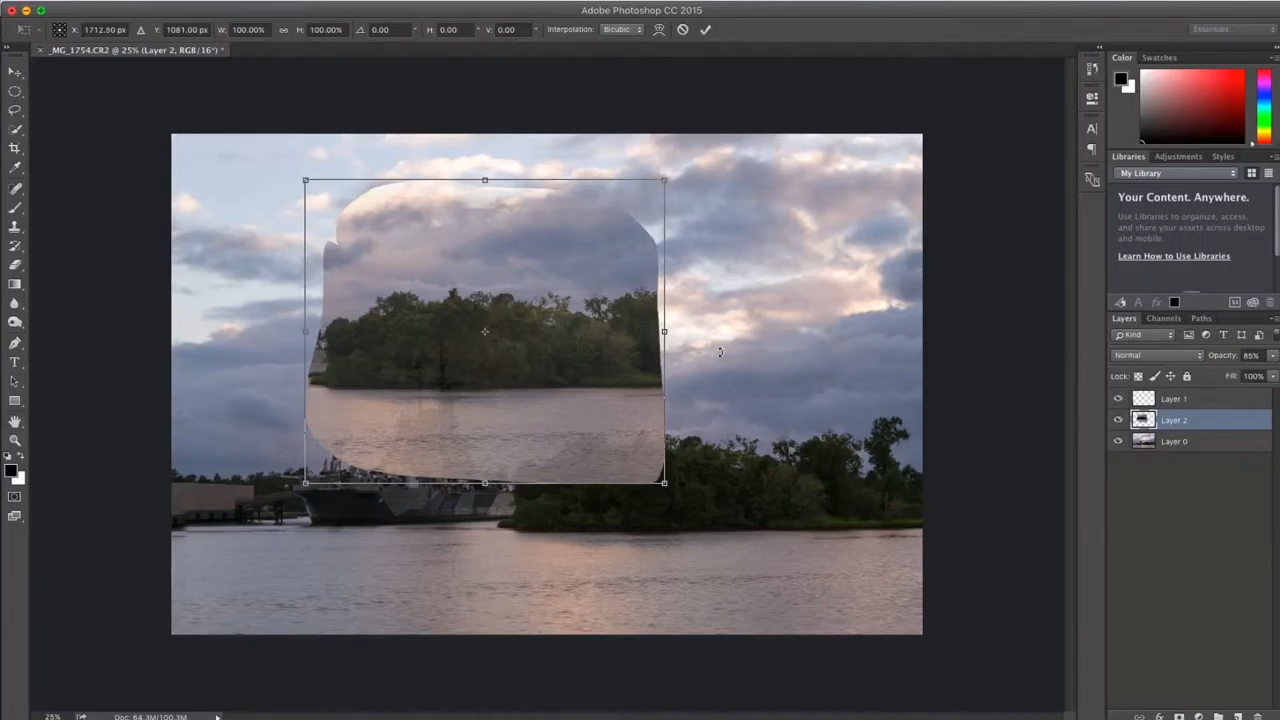 Adobe Photoshop CC 2015
X: 1712.50 px Y: 1081.00 px W: 100.00% H: 100.00% 0.00 H: 0.00 V: 0.00 Interpolation: Bicubic Essentials
× _MG_1754.CR2 @ 25% (Layer 2, RGB/16*) *
Color Swatches
Libraries Adjustments Styles
My Library
Your Content. Anywhere.
Use Libraries to organize, access,
and share your assets across desktop
and mobile.
Learn How to Use Libraries
Layers Channels Paths
Kind
Normal Opacity: 85%
Lock: Fill: 100%
Layer 1
Layer 2
Layer 0
25% Doc: 64.3M/100.3M